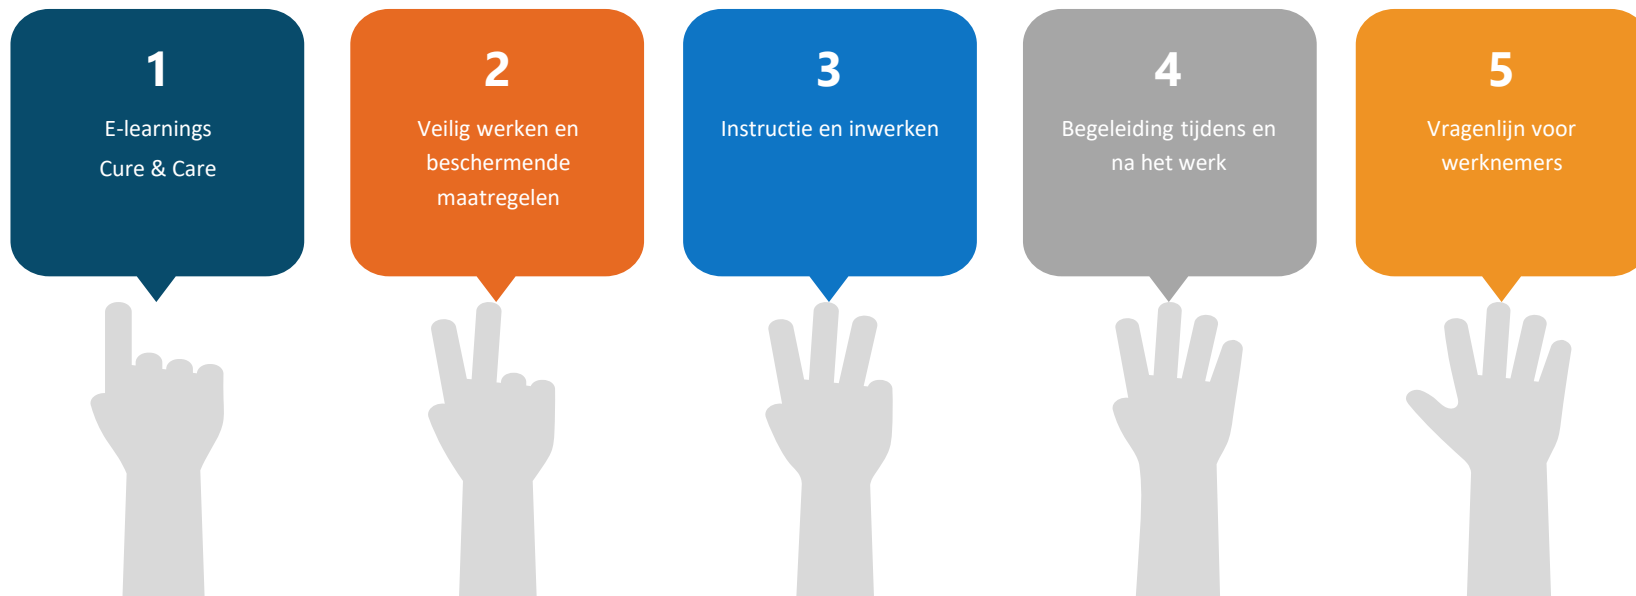 1
E-learnings
Cure & Care
2
Veilig werken en
beschermende
maatregelen
3
Instructie en inwerken
4
Begeleiding tijdens en
na het werk
5
Vragenlijn voor
werknemers